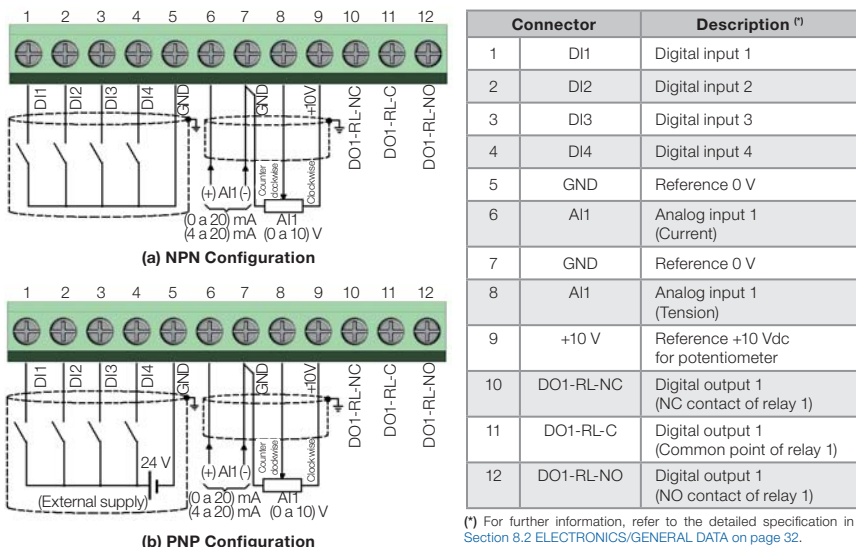 1 2 3 4 5 6 7 8 9 10 11 12
DI1
DI2
DI3
DI4
GND
GND
+10V
DO1-RL-NC
DO1-RL-C
DO1-RL-NO
Counter
clockwise
Clockwise
(+) AI1 (-)
(0 a 20) mA
(4 a 20) mA
AI1
(0 a 10) V
(a) NPN Configuration
1 2 3 4 5 6 7 8 9 10 11 12
DI1
DI2
DI3
DI4
GND
GND
+10V
DO1-RL-NC
DO1-RL-C
DO1-RL-NO
24 V
(External supply)
Counter
clockwise
Clockwise
(+) AI1 (-)
(0 a 20) mA
(4 a 20) mA
AI1
(0 a 10) V
(b) PNP Configuration
Connector Description (*)
1 DI1 Digital input 1
2 DI2 Digital input 2
3 DI3 Digital input 3
4 DI4 Digital input 4
5 GND Reference 0 V
6 AI1 Analog input 1
(Current)
7 GND Reference 0 V
8 AI1 Analog input 1
(Tension)
9 +10 V Reference +10 Vdc
for potentiometer
10 DO1-RL-NC Digital output 1
(NC contact of relay 1)
11 DO1-RL-C Digital output 1
(Common point of relay 1)
12 DO1-RL-NO Digital output 1
(NO contact of relay 1)
(*) For further information, refer to the detailed specification in
Section 8.2 ELECTRONICS/GENERAL DATA on page 32.